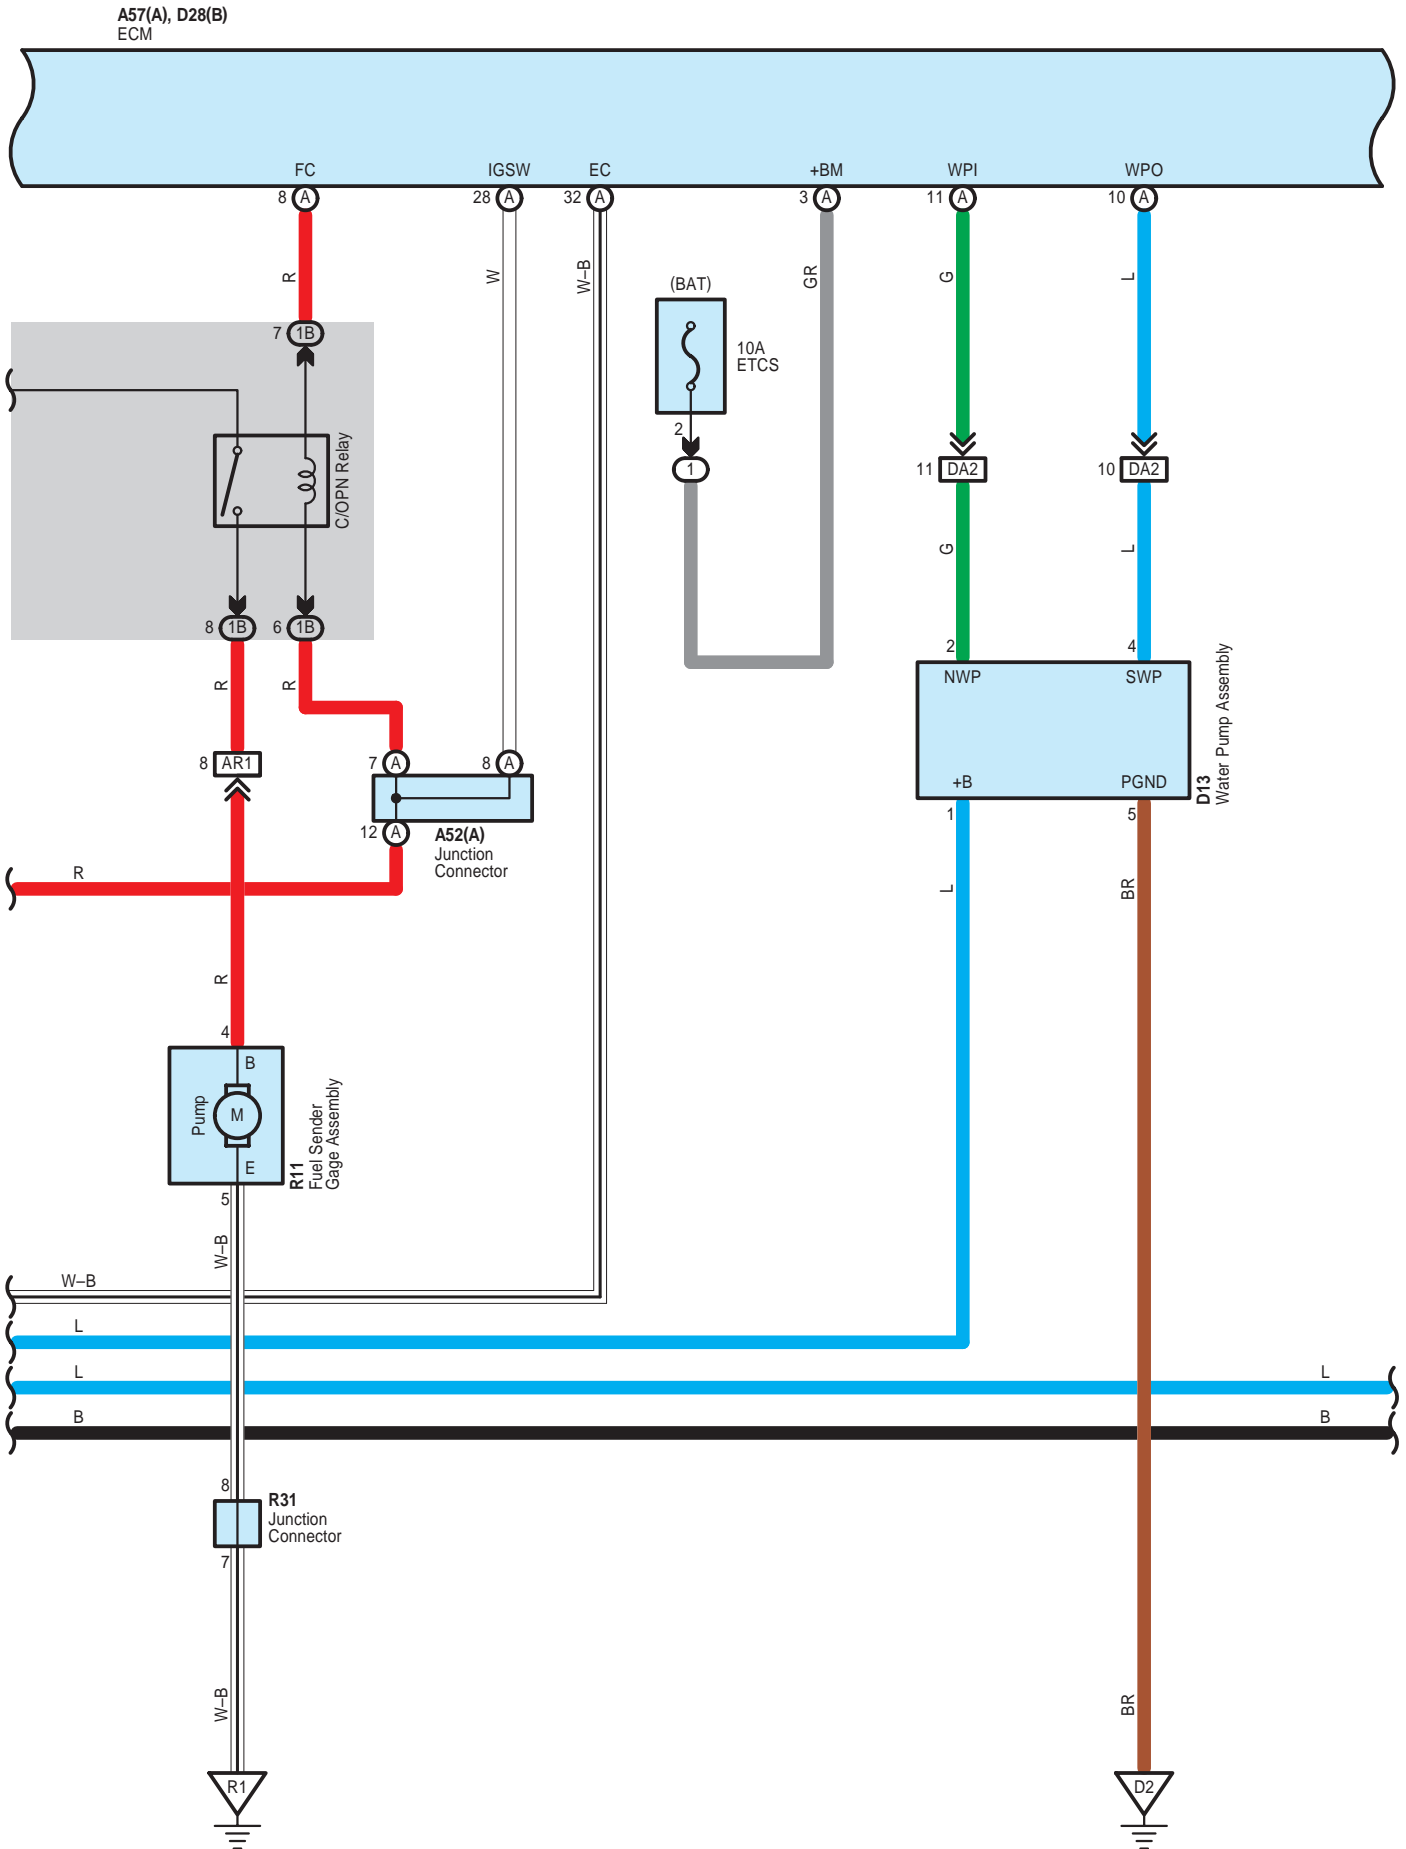 A57(A), D28(B)
ECM
FC
IGSW
EC
+BM
WPI
WPO
8 A
28 A
32 A
3 A
11 A
10 A
R
W
W–B
GR
G
L
(BAT)
10A
ETCS
2
1
7 1B
C/OPN Relay
8 1B
6 1B
11 DA2
10 DA2
G
L
R
R
2
4
NWP
SWP
+B
PGND
D13
Water Pump Assembly
1
5
8 AR1
7 A
8 A
12 A
A52(A)
Junction
Connector
R
L
BR
R
4
B
Pump
M
E
R11
Fuel Sender
Gage Assembly
5
W–B
W–B
L
L
L
B
B
8
R31
Junction
Connector
7
W–B
BR
R1
D2